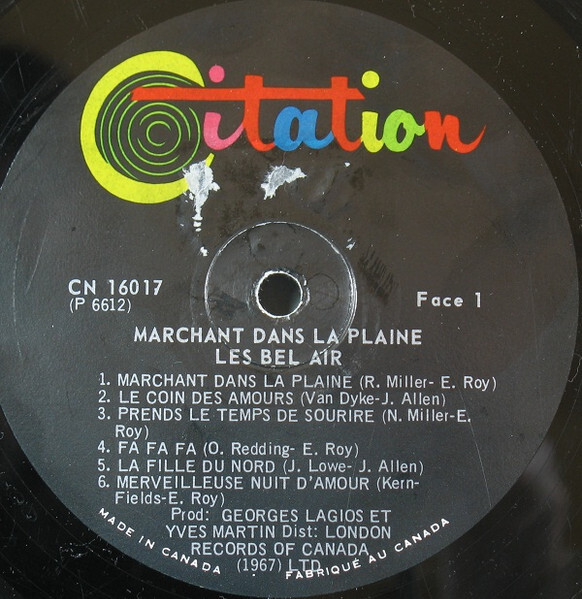 Citation
CN 16017
(P 6612)
Face 1
MARCHANT DANS LA PLAINE
LES BEL AIR
1. MARCHANT DANS LA PLAINE (R. Miller- E. Roy)
2. LE COIN DES AMOURS (Van Dyke-J. Allen)
3. PRENDS LE TEMPS DE SOURIRE (N. Miller-E.
Roy)
4. FA FA FA (O. Redding- E. Roy)
5. LA FILLE DU NORD (J. Lowe- J. Allen)
6. MERVEILLEUSE NUIT D'AMOUR (Kern-
Fields-E. Roy)
Prod: GEORGES LAGIOS ET
YVES MARTIN Dist: LONDON
RECORDS OF CANADA
(1967) LTD.
MADE IN CANADA · FABRIQUÉ AU CANADA